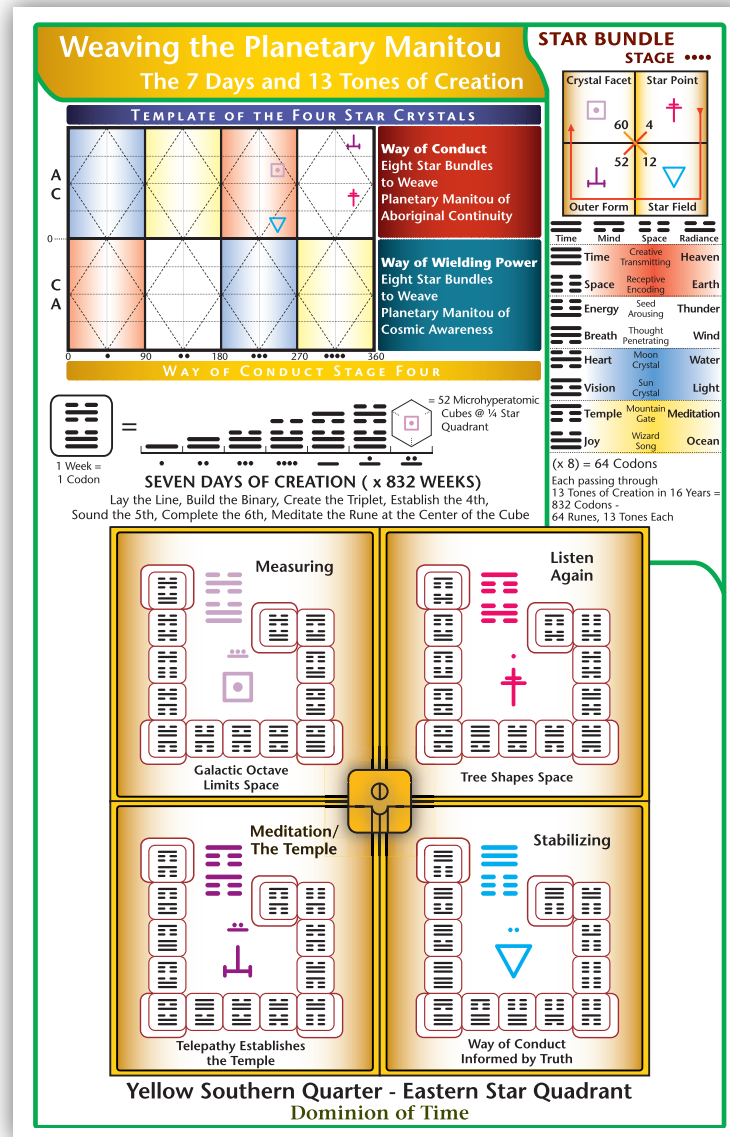 Weaving the Planetary Manitou
The 7 Days and 13 Tones of Creation
STAR BUNDLE
STAGE ••••
Crystal Facet
Star Point
60
4
52
12
Outer Form
Star Field
TEMPLATE OF THE FOUR STAR CRYSTALS
A
C
0
C
A
0
90
180
270
360
Way of Conduct
Eight Star Bundles
to Weave
Planetary Manitou of
Aboriginal Continuity
Way of Wielding Power
Eight Star Bundles
to Weave
Planetary Manitou of
Cosmic Awareness
WAY OF CONDUCT STAGE FOUR
Time
Mind
Space
Radiance
Time
Creative
Transmitting
Heaven
Space
Receptive
Encoding
Earth
Energy
Seed
Arousing
Thunder
Breath
Thought
Penetrating
Wind
Heart
Moon
Crystal
Water
Vision
Sun
Crystal
Light
Temple
Mountain
Gate
Meditation
Joy
Wizard
Song
Ocean
(x 8) = 64 Codons
Each passing through
13 Tones of Creation in 16 Years =
832 Codons -
64 Runes, 13 Tones Each
1 Week =
1 Codon
=
= 52 Microhyperatomic
Cubes @ ¼ Star
Quadrant
SEVEN DAYS OF CREATION ( x 832 WEEKS)
Lay the Line, Build the Binary, Create the Triplet, Establish the 4th,
Sound the 5th, Complete the 6th, Meditate the Rune at the Center of the Cube
Measuring
Galactic Octave
Limits Space
Listen
Again
Tree Shapes Space
Meditation/
The Temple
Telepathy Establishes
the Temple
Stabilizing
Way of Conduct
Informed by Truth
Yellow Southern Quarter - Eastern Star Quadrant
Dominion of Time